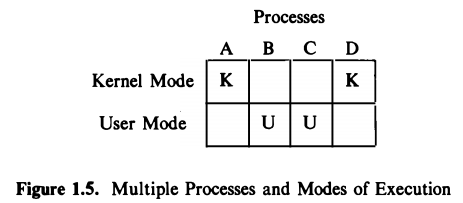 Processes
A B C D
Kernel Mode K K
User Mode U U
Figure 1.5. Multiple Processes and Modes of Execution